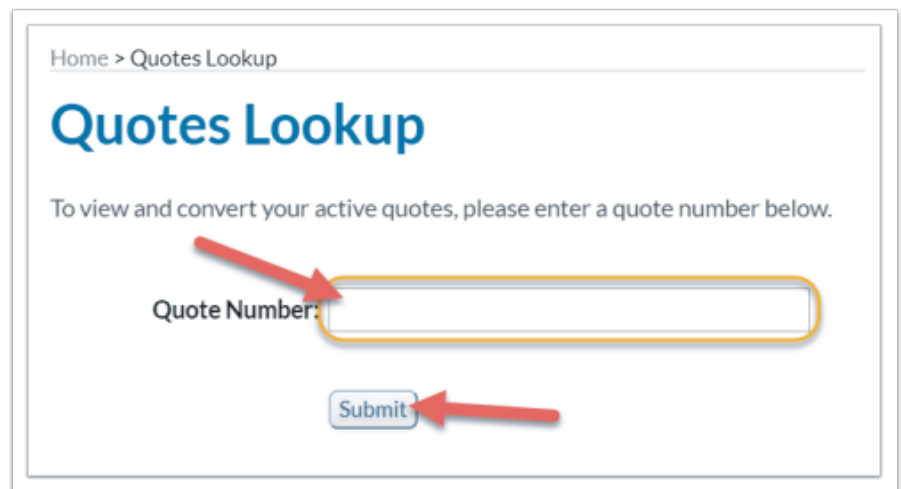 Home > Quotes Lookup
Quotes Lookup
To view and convert your active quotes, please enter a quote number below.
Quote Number:
Submit